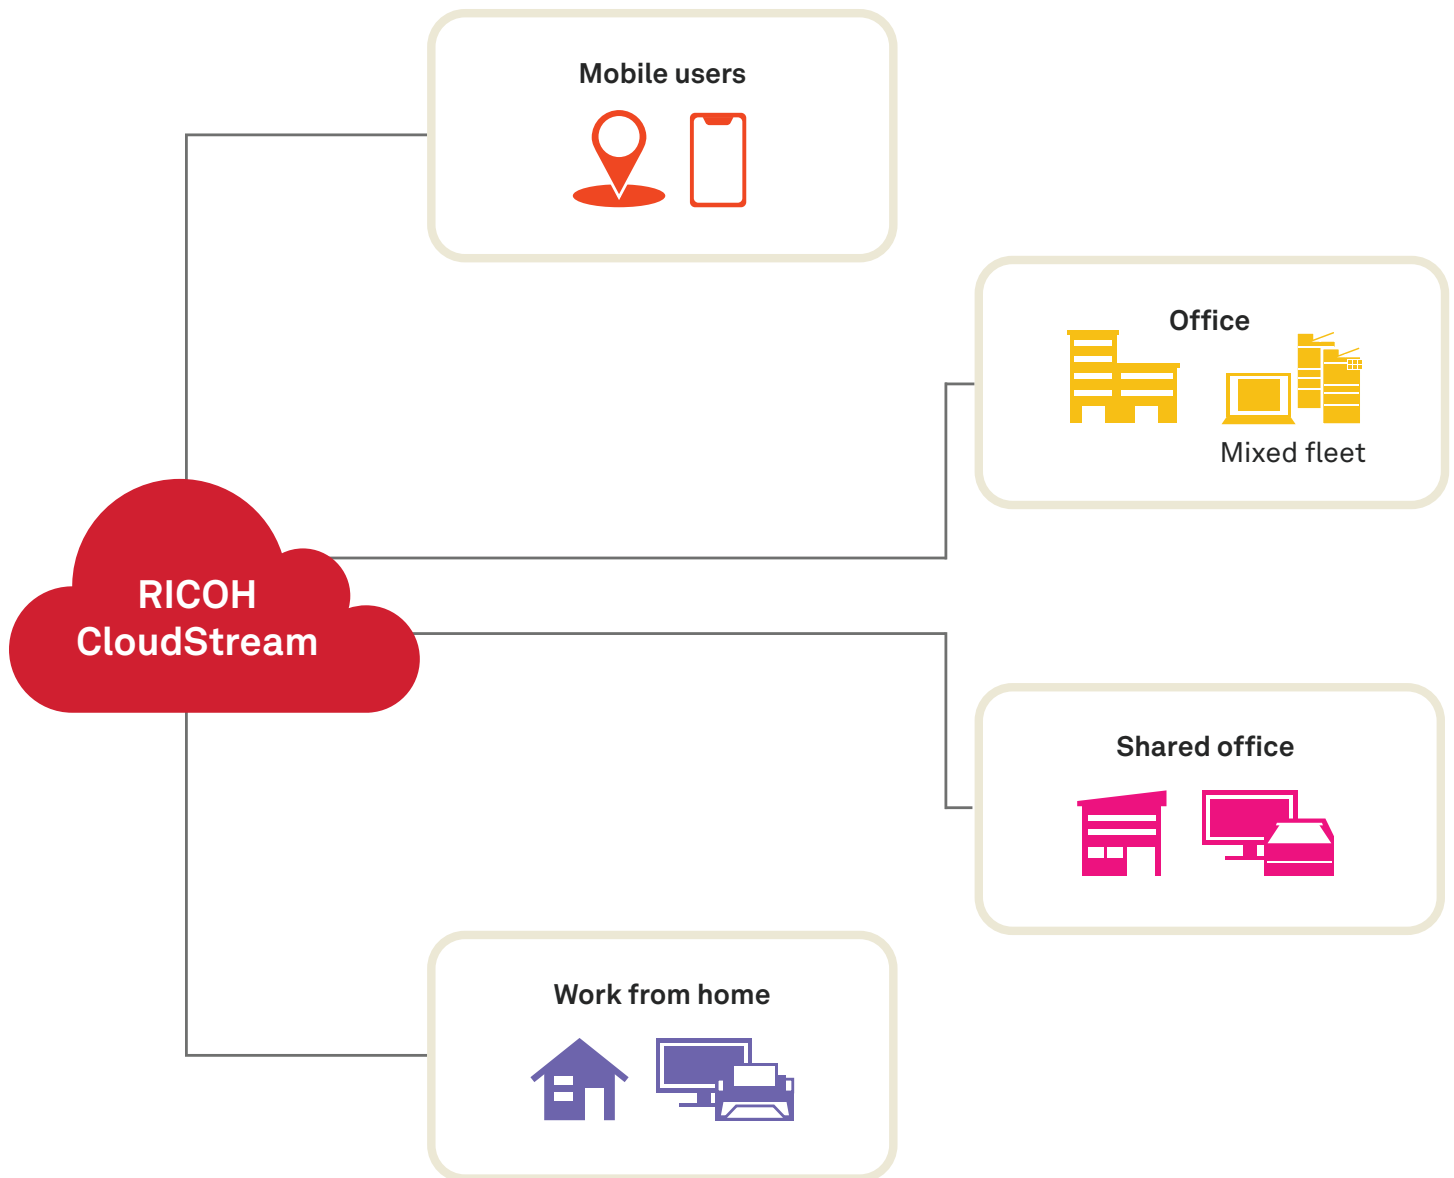 Mobile users
Office
Mixed fleet
RICOH
CloudStream
Shared office
Work from home